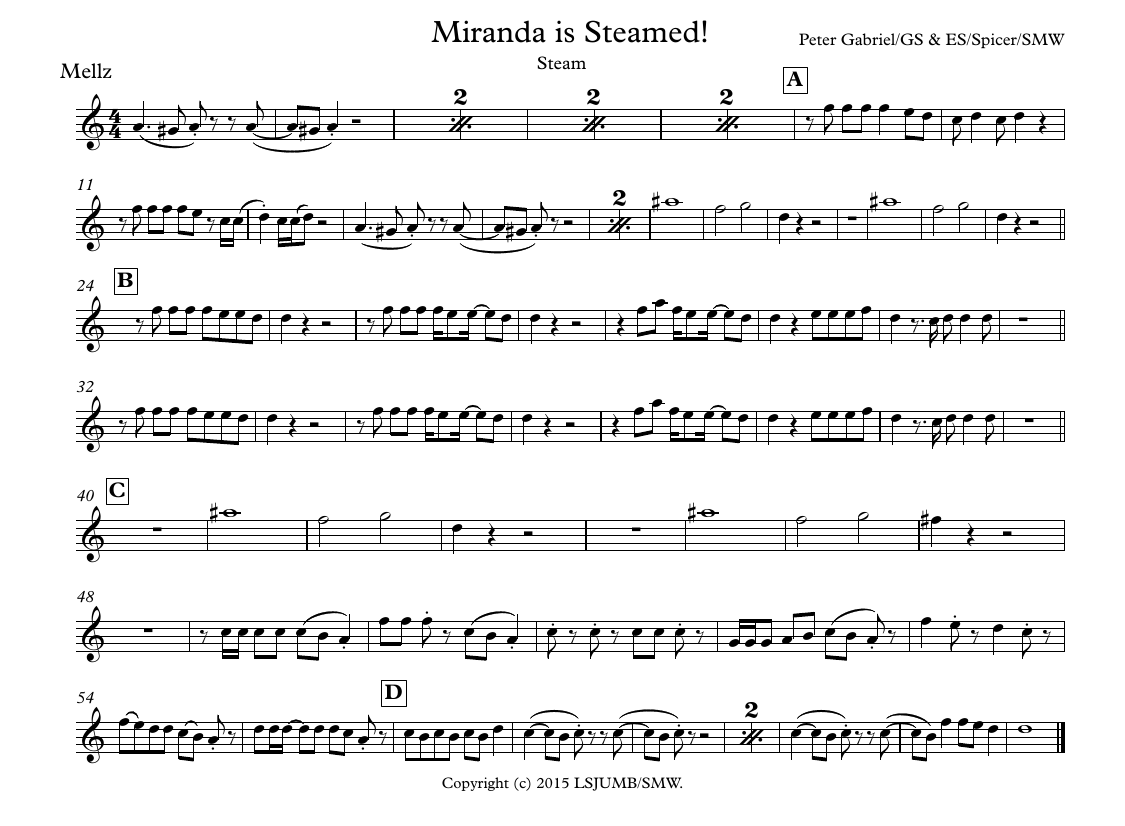 Miranda is Steamed!
Peter Gabriel/GS & ES/Spicer/SMW
Steam
Mellz
4
4
2
2
2
A
11
2
24
B
32
40
C
48
54
D
2
Copyright (c) 2015 LSJUMB/SMW.